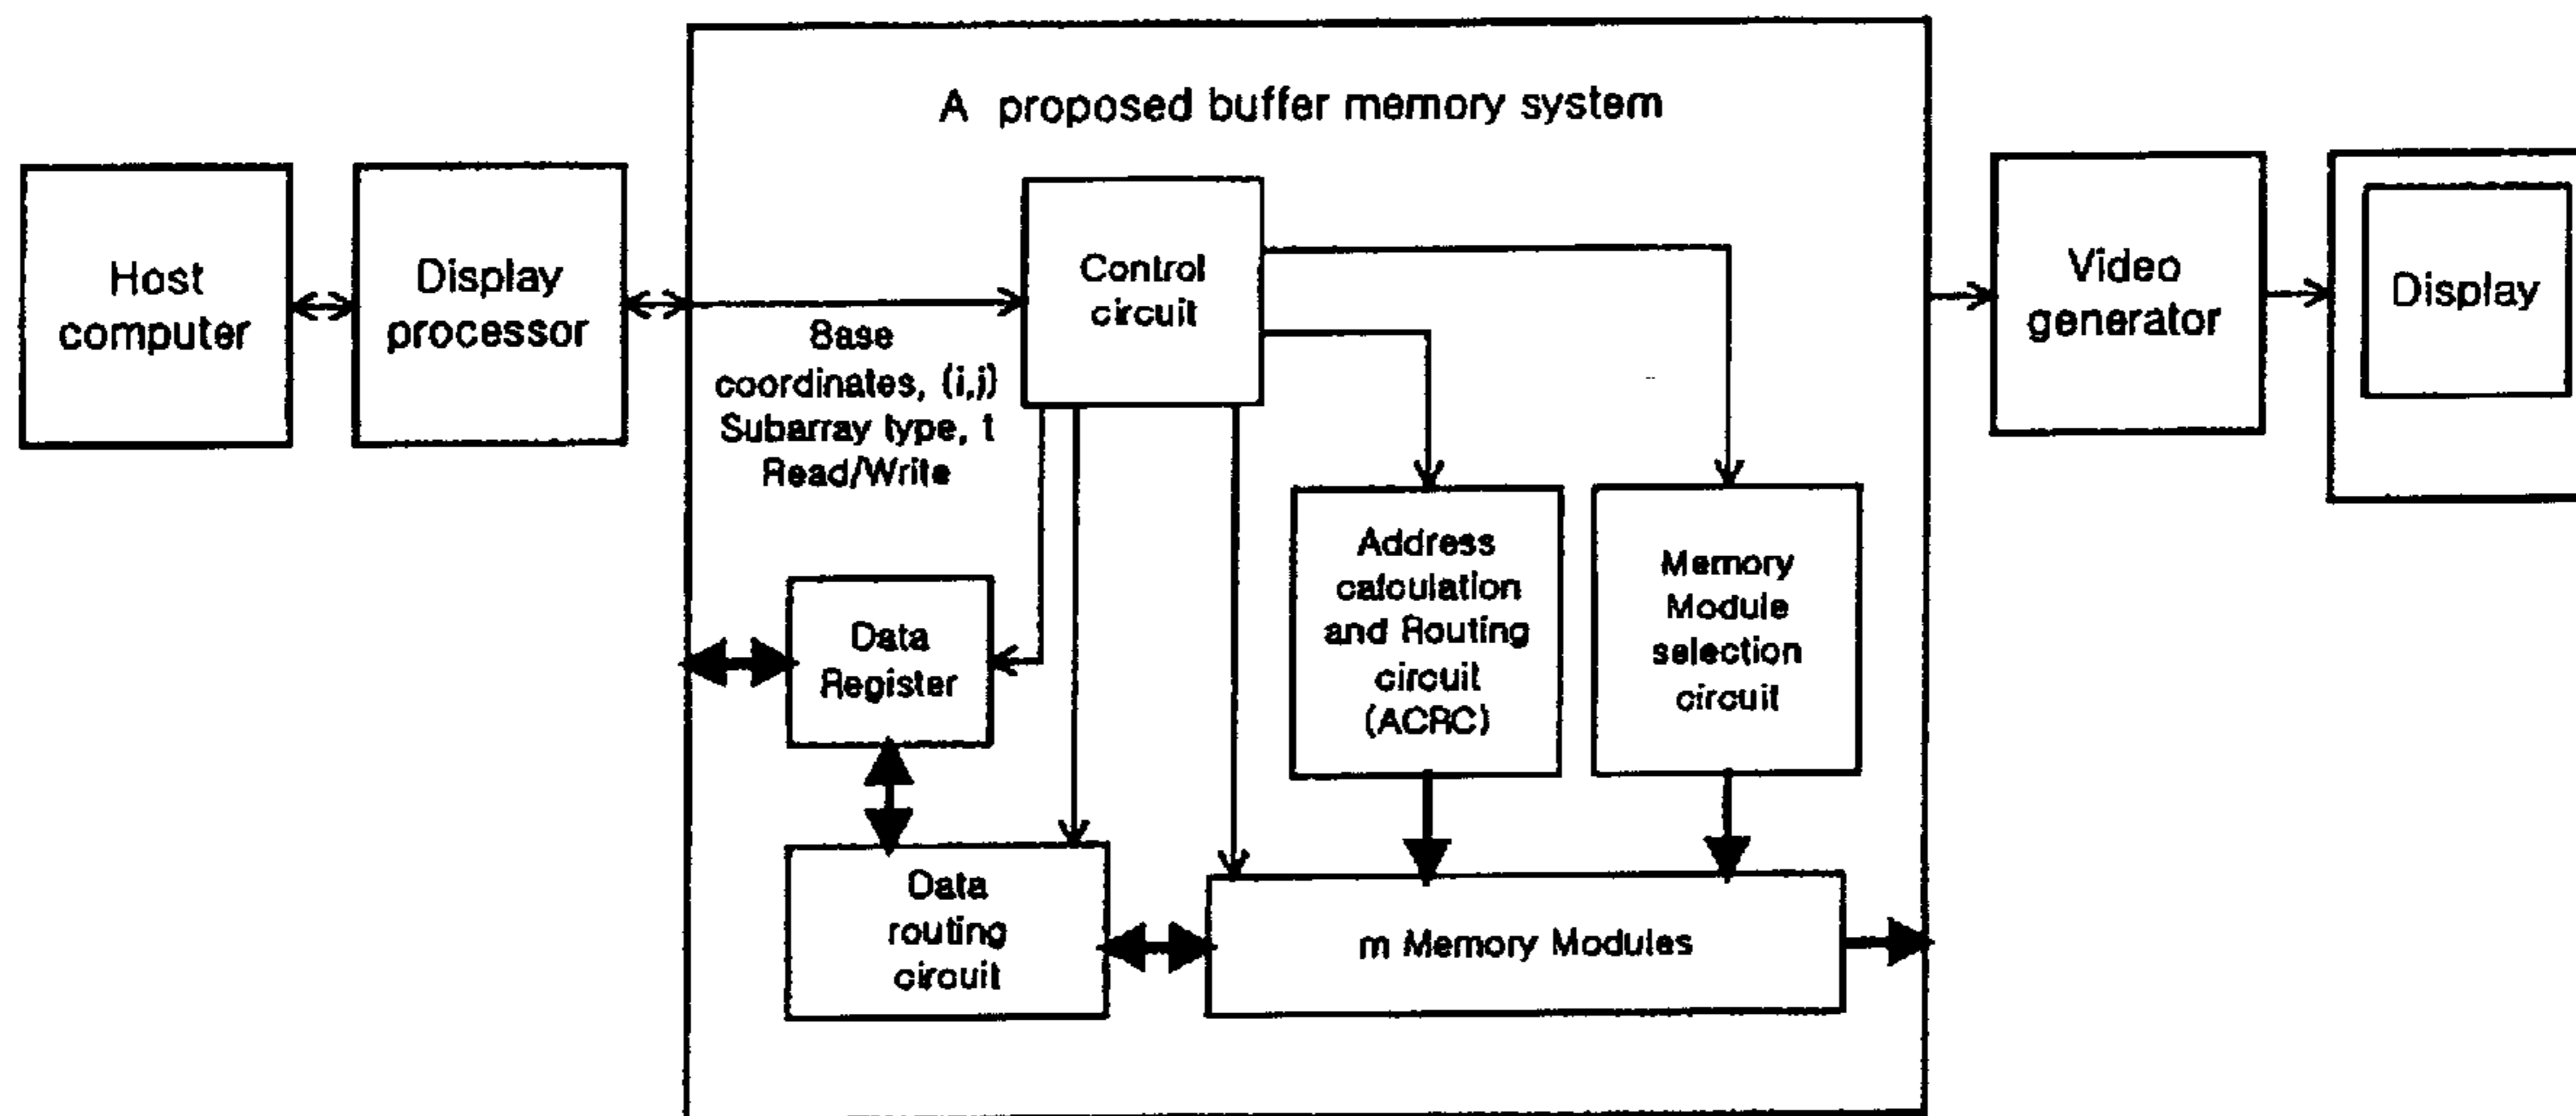 A proposed buffer memory system
Host
computer
Display
processor
Base
coordinates, (i,j)
Subarray type, t
Read/Write
Control
circuit
Video
generator
Display
Data
Register
Address
calculation
and Routing
circuit
(ACRC)
Memory
Module
selection
circuit
Data
routing
circuit
m Memory Modules